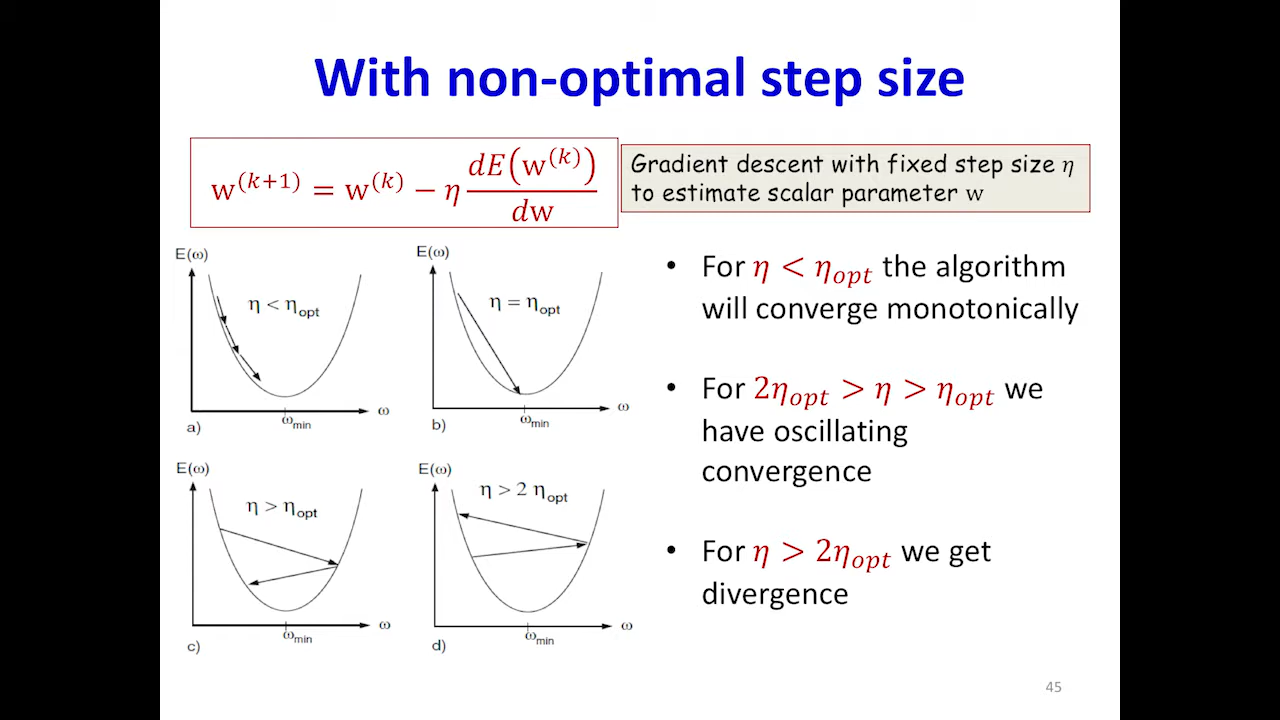 With non-optimal step size
w^(k+1) = w^(k) − η dE(w^(k))/dw
Gradient descent with fixed step size η
to estimate scalar parameter w
E(ω)
η < η_opt
ω
ω_min
a)
E(ω)
η = η_opt
ω
ω_min
b)
E(ω)
η > η_opt
ω
ω_min
c)
E(ω)
η > 2 η_opt
ω
ω_min
d)
• For η < η_opt the algorithm
will converge monotonically
• For 2η_opt > η > η_opt we
have oscillating
convergence
• For η > 2η_opt we get
divergence
45